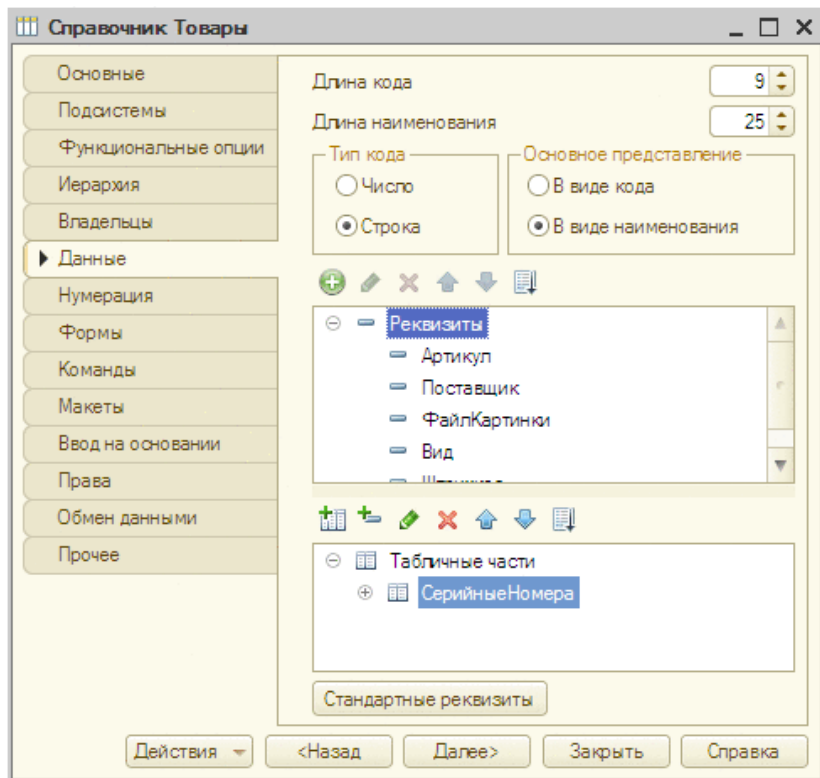 Справочник Товары
Основные
Подсистемы
Функциональные опции
Иерархия
Владельцы
Данные
Нумерация
Формы
Команды
Макеты
Ввод на основании
Права
Обмен данными
Прочее
Длина кода 9
Длина наименования 25
Тип кода
Число
Строка
Основное представление
В виде кода
В виде наименования
Реквизиты
Артикул
Поставщик
ФайлКартинки
Вид
Табличные части
СерийныеНомера
Стандартные реквизиты
Действия <Назад Далее> Закрыть Справка